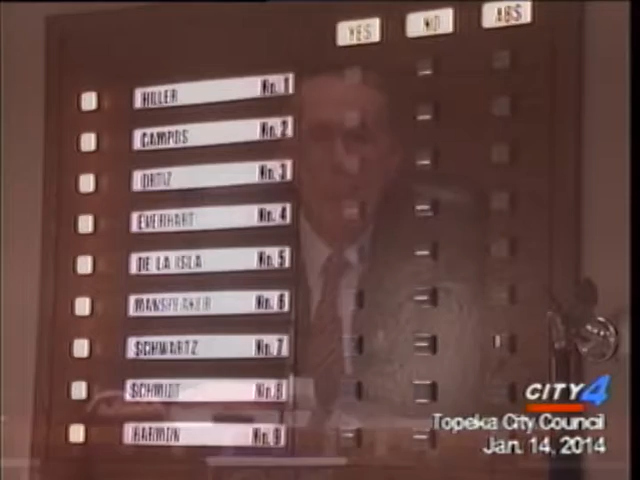 YES NO ABS
HILLER No. 1
CAMPOS No. 2
ORTIZ No. 3
EVERHART No. 4
DE LA ISLA No. 5
MANSPEAKER No. 6
SCHWARTZ No. 7
SCHMIDT No. 8
HARMON No. 9
CITY4
Topeka City Council
Jan. 14, 2014